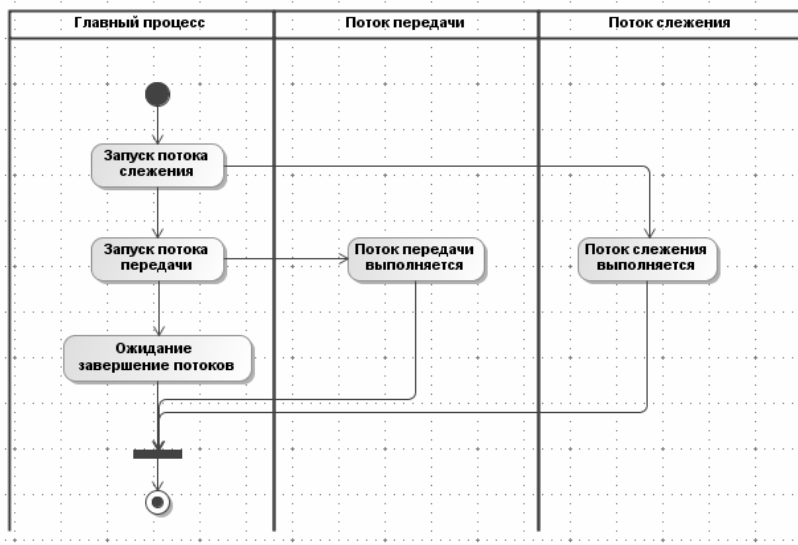 Главный процесс
Поток передачи
Поток слежения
Запуск потока
слежения
Запуск потока
передачи
Поток передачи
выполняется
Поток слежения
выполняется
Ожидание
завершение потоков